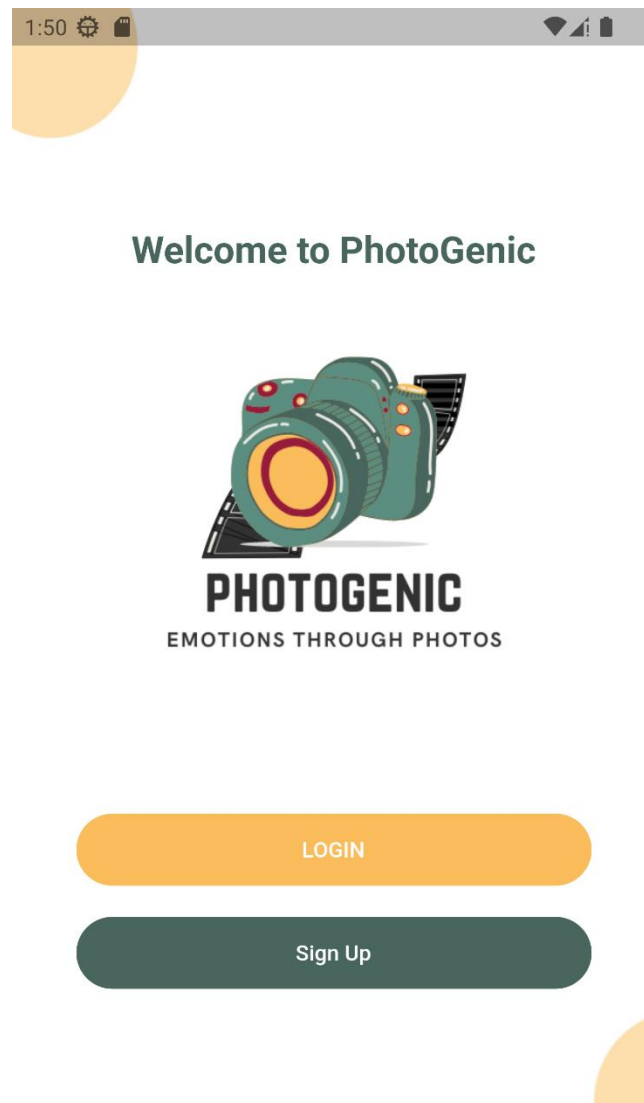 1:50
Welcome to PhotoGenic
PHOTOGENIC
EMOTIONS THROUGH PHOTOS
LOGIN
Sign Up